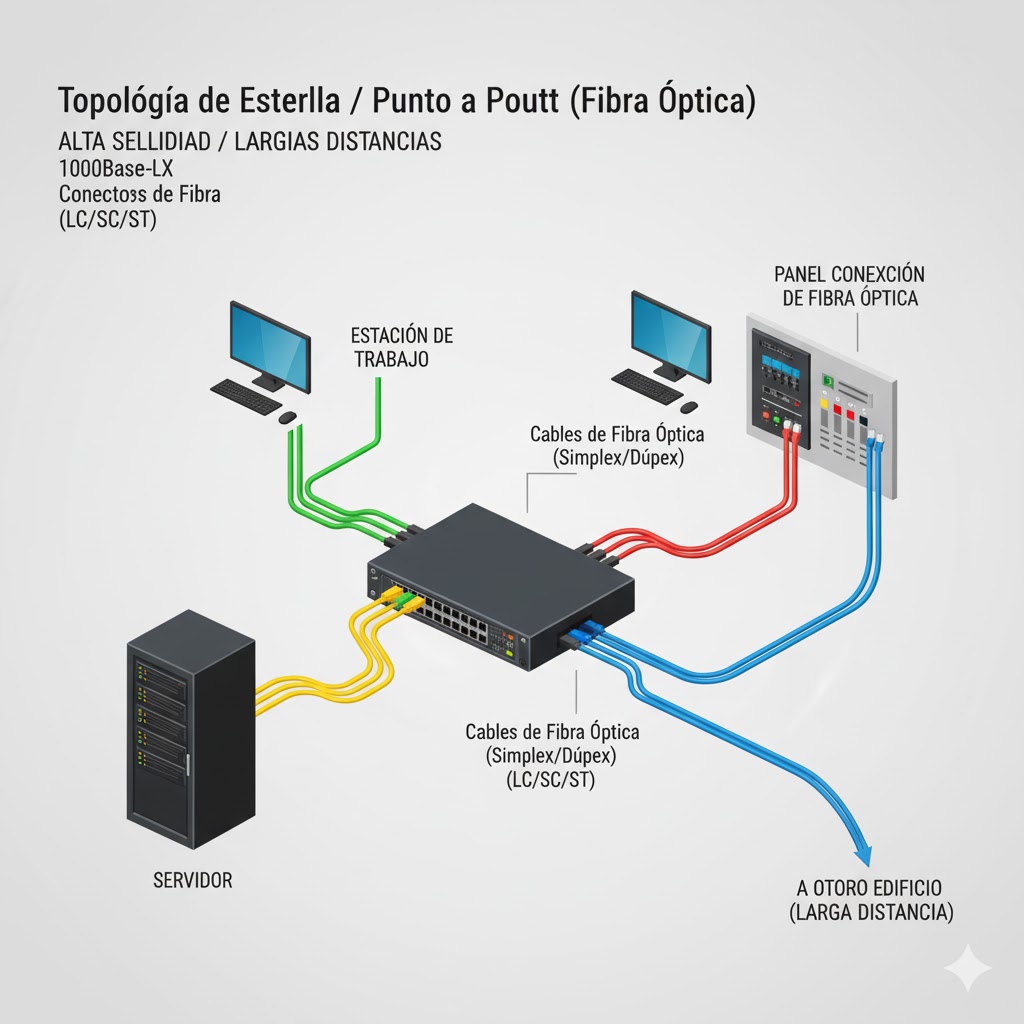 Topológía de Esterlla / Punto a Poutt (Fibra Óptica)
ALTA SELLIDIAD / LARGIAS DISTANCIAS
1000Base-LX
Conectoss de Fibra
(LC/SC/ST)
PANEL CONEXCIÓN
DE FIBRA ÓPTICA
ESTACIÓN DE
TRABAJO
Cables de Fibra Óptica
(Simplex/Dúpex)
Cables de Fibra Óptica
(Simplex/Dúpex)
(LC/SC/ST)
SERVIDOR
A OTORO EDIFICIO
(LARGA DISTANCIA)